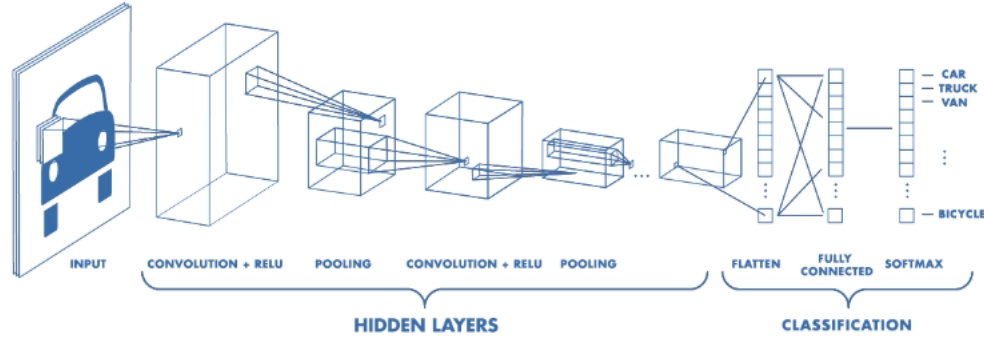 CAR
TRUCK
VAN
BICYCLE
INPUT
CONVOLUTION + RELU
POOLING
CONVOLUTION + RELU
POOLING
FLATTEN
FULLY
CONNECTED
SOFTMAX
HIDDEN LAYERS
CLASSIFICATION